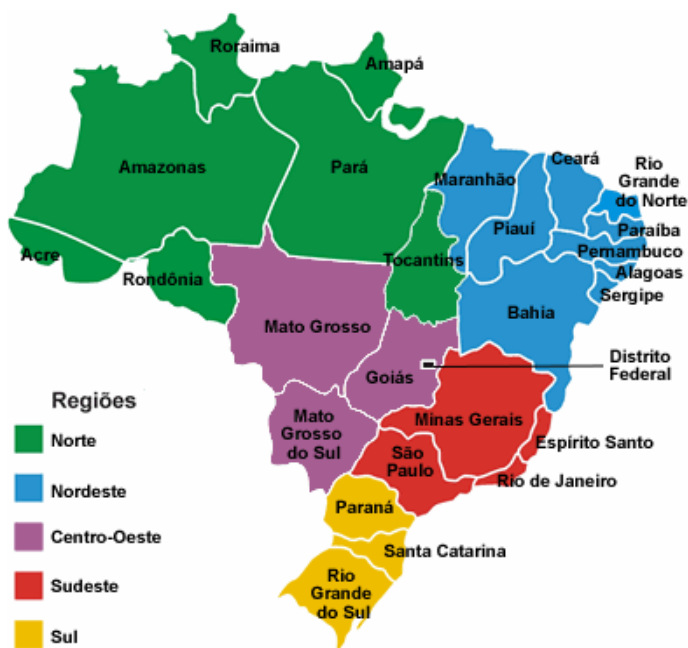 Roraima
Amapá
Amazonas
Pará
Maranhão
Ceará
Rio
Grande
do Norte
Piauí
Paraíba
Pernambuco
Acre
Rondônia
Tocantins
Alagoas
Sergipe
Bahia
Mato Grosso
Distrito
Federal
Goiás
Mato
Grosso
do Sul
Minas Gerais
Espírito Santo
São
Paulo
Rio de Janeiro
Paraná
Santa Catarina
Rio
Grande
do Sul
Regiões
Norte
Nordeste
Centro-Oeste
Sudeste
Sul